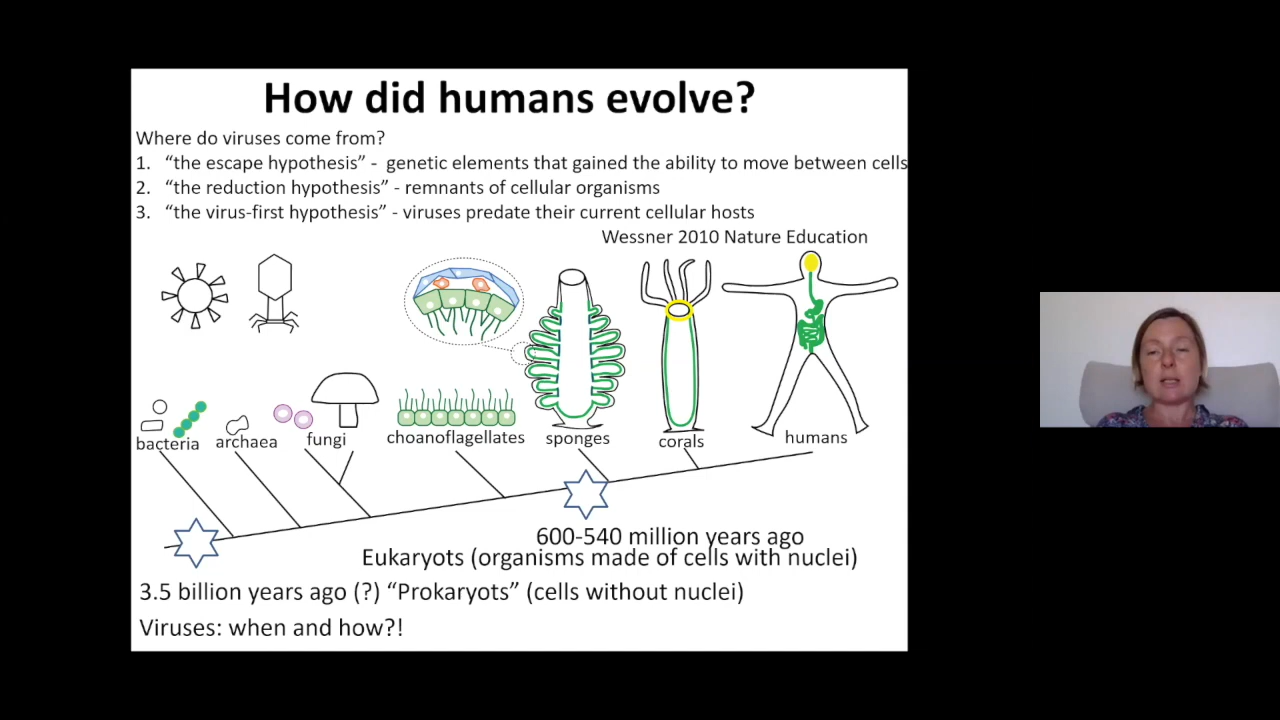 How did humans evolve?
Where do viruses come from?
1. “the escape hypothesis” - genetic elements that gained the ability to move between cells
2. “the reduction hypothesis” - remnants of cellular organisms
3. “the virus-first hypothesis” - viruses predate their current cellular hosts
Wessner 2010 Nature Education
bacteria archaea fungi choanoflagellates sponges corals humans
600-540 million years ago
Eukaryots (organisms made of cells with nuclei)
3.5 billion years ago (?) “Prokaryots” (cells without nuclei)
Viruses: when and how?!